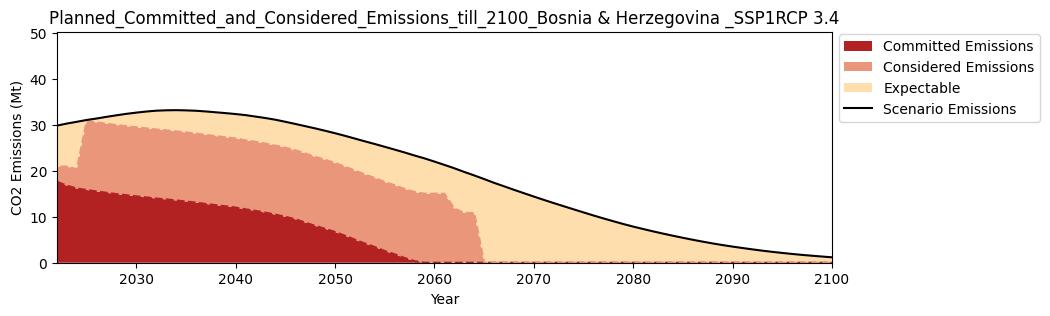 Planned_Committed_and_Considered_Emissions_till_2100_Bosnia & Herzegovina _SSP1RCP 3.4
50
40
30
20
10
0
CO2 Emissions (Mt)
2030 2040 2050 2060 2070 2080 2090 2100
Year
Committed Emissions
Considered Emissions
Expectable
Scenario Emissions